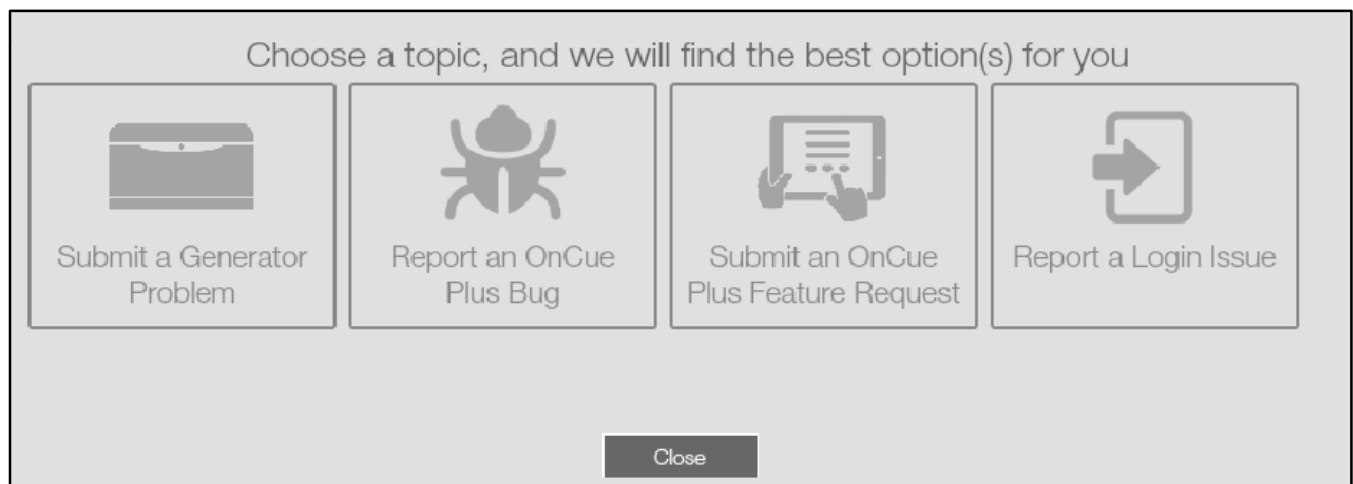 Choose a topic, and we will find the best option(s) for you
Submit a Generator
Problem
Report an OnCue
Plus Bug
Submit an OnCue
Plus Feature Request
Report a Login Issue
Close